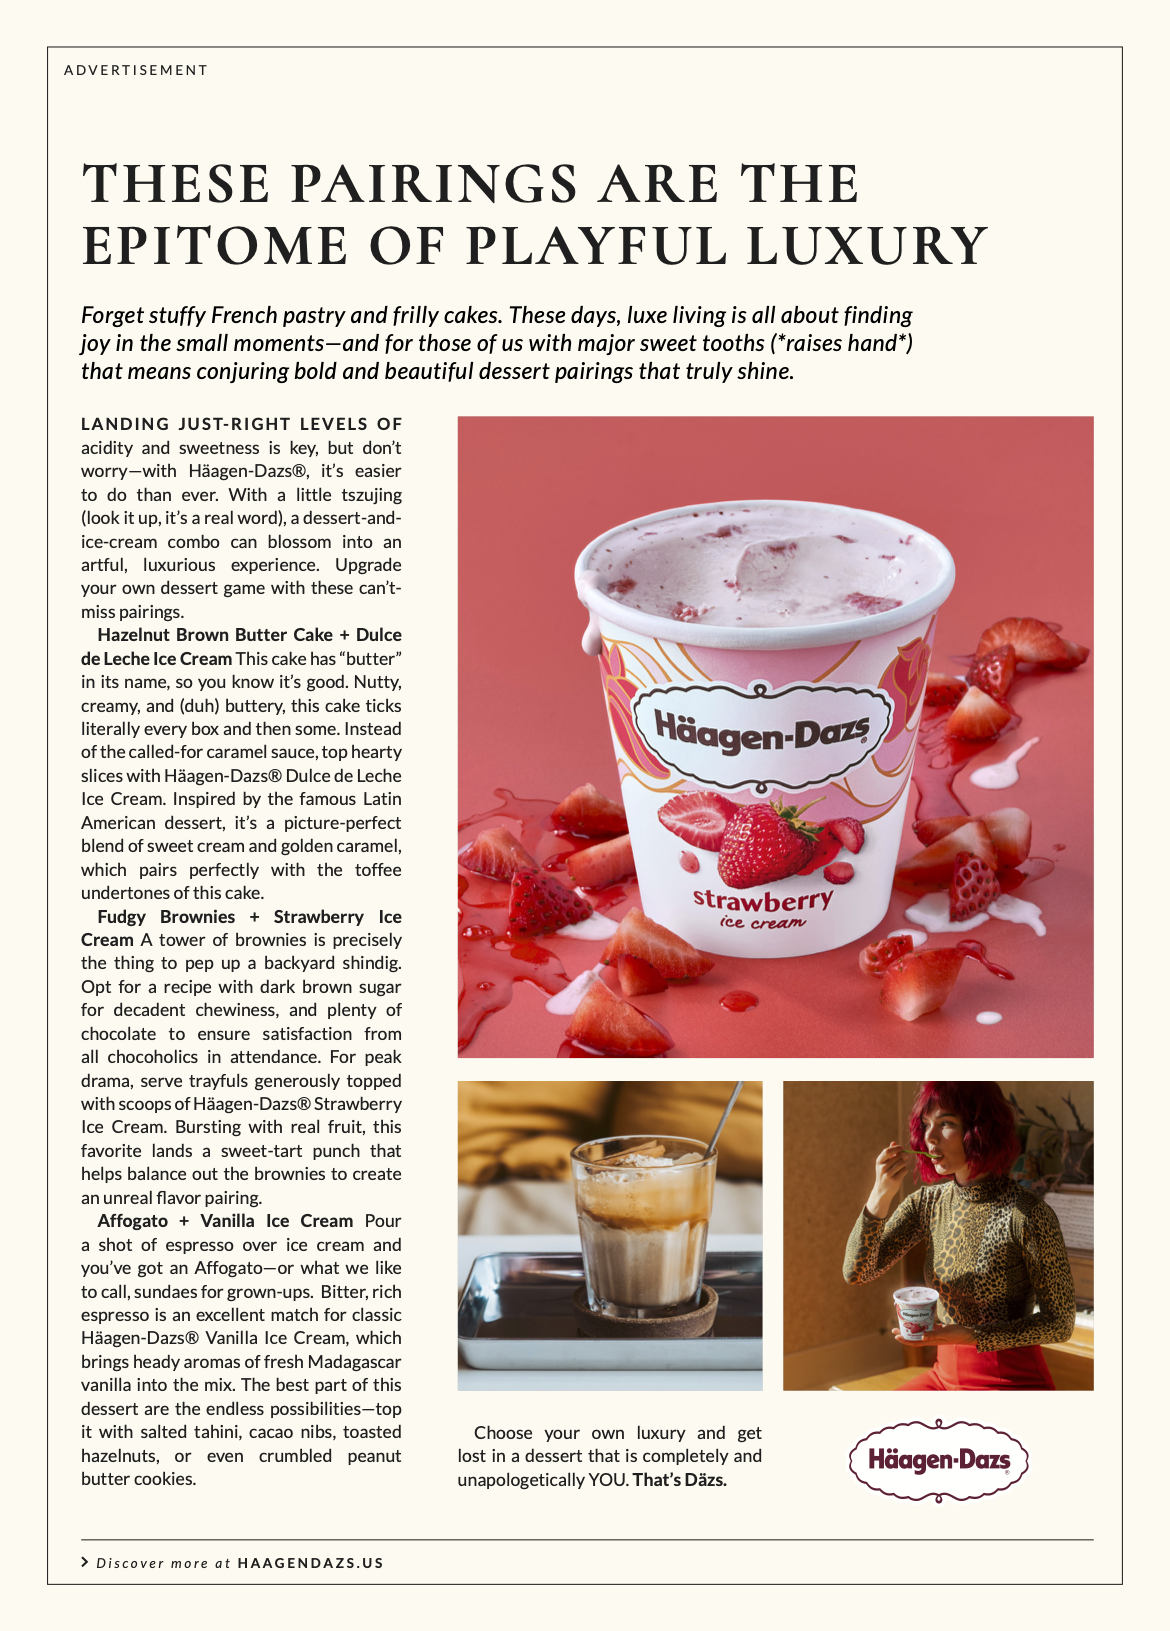 ADVERTISEMENT
THESE PAIRINGS ARE THE
EPITOME OF PLAYFUL LUXURY
Forget stuffy French pastry and frilly cakes. These days, luxe living is all about finding
joy in the small moments—and for those of us with major sweet tooths (*raises hand*)
that means conjuring bold and beautiful dessert pairings that truly shine.
LANDING JUST-RIGHT LEVELS OF
acidity and sweetness is key, but don’t
worry—with Häagen-Dazs®, it’s easier
to do than ever. With a little tszujing
(look it up, it’s a real word), a dessert-and-
ice-cream combo can blossom into an
artful, luxurious experience. Upgrade
your own dessert game with these can’t-
miss pairings.
Hazelnut Brown Butter Cake + Dulce
de Leche Ice Cream This cake has “butter”
in its name, so you know it’s good. Nutty,
creamy, and (duh) buttery, this cake ticks
literally every box and then some. Instead
of the called-for caramel sauce, top hearty
slices with Häagen-Dazs® Dulce de Leche
Ice Cream. Inspired by the famous Latin
American dessert, it’s a picture-perfect
blend of sweet cream and golden caramel,
which pairs perfectly with the toffee
undertones of this cake.
Fudgy Brownies + Strawberry Ice
Cream A tower of brownies is precisely
the thing to pep up a backyard shindig.
Opt for a recipe with dark brown sugar
for decadent chewiness, and plenty of
chocolate to ensure satisfaction from
all chocoholics in attendance. For peak
drama, serve trayfuls generously topped
with scoops of Häagen-Dazs® Strawberry
Ice Cream. Bursting with real fruit, this
favorite lands a sweet-tart punch that
helps balance out the brownies to create
an unreal flavor pairing.
Affogato + Vanilla Ice Cream Pour
a shot of espresso over ice cream and
you’ve got an Affogato—or what we like
to call, sundaes for grown-ups. Bitter, rich
espresso is an excellent match for classic
Häagen-Dazs® Vanilla Ice Cream, which
brings heady aromas of fresh Madagascar
vanilla into the mix. The best part of this
dessert are the endless possibilities—top
it with salted tahini, cacao nibs, toasted
hazelnuts, or even crumbled peanut
butter cookies.
Häagen-Dazs®
strawberry
ice cream
Häagen-Dazs
Choose your own luxury and get
lost in a dessert that is completely and
unapologetically YOU. That’s Däzs.
Häagen-Dazs®
> Discover more at HAAGENDAZS.US